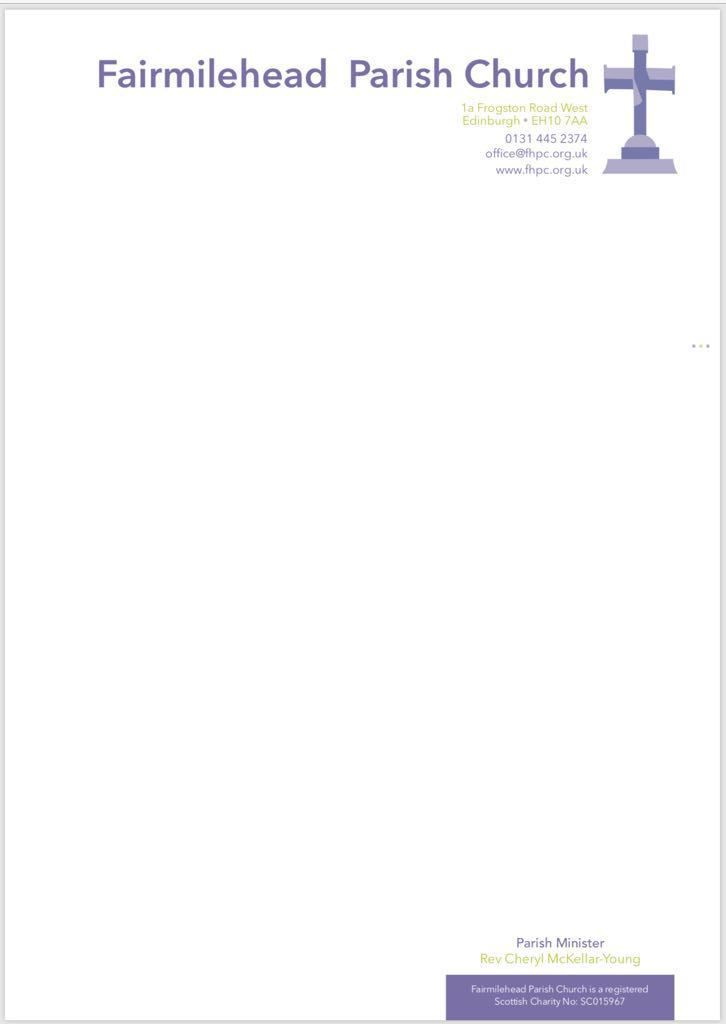 Fairmilehead Parish Church
1a Frogston Road West
Edinburgh • EH10 7AA
0131 445 2374
office@fhpc.org.uk
www.fhpc.org.uk
Parish Minister
Rev Cheryl McKellar-Young
Fairmilehead Parish Church is a registered
Scottish Charity No: SC015967